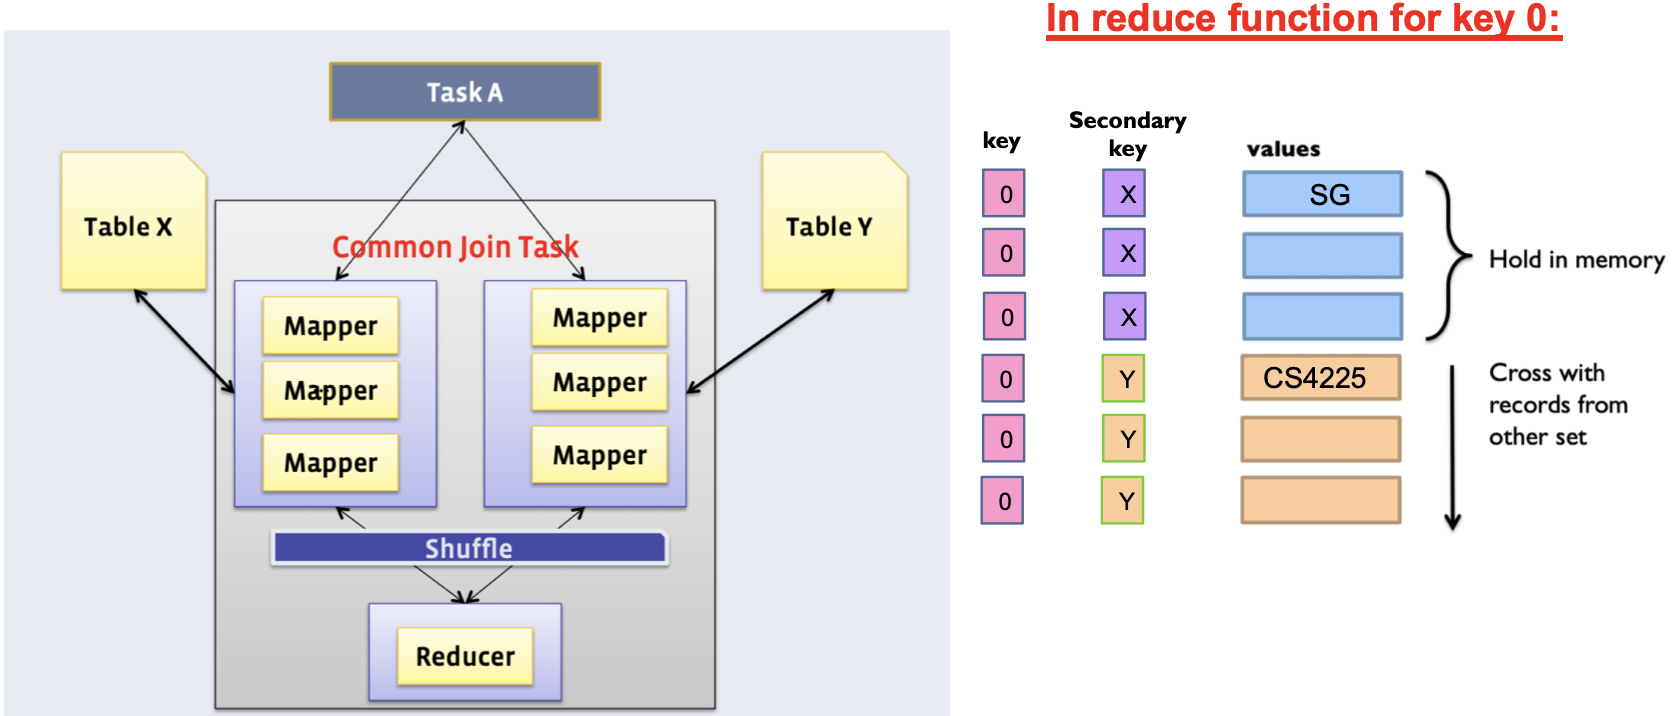 In reduce function for key 0:
Task A
Table X
Table Y
Common Join Task
Mapper
Mapper
Mapper
Mapper
Mapper
Mapper
Shuffle
Reducer
key
Secondary
key
values
0 X SG
0 X
0 X
Hold in memory
0 Y CS4225
0 Y
0 Y
Cross with
records from
other set